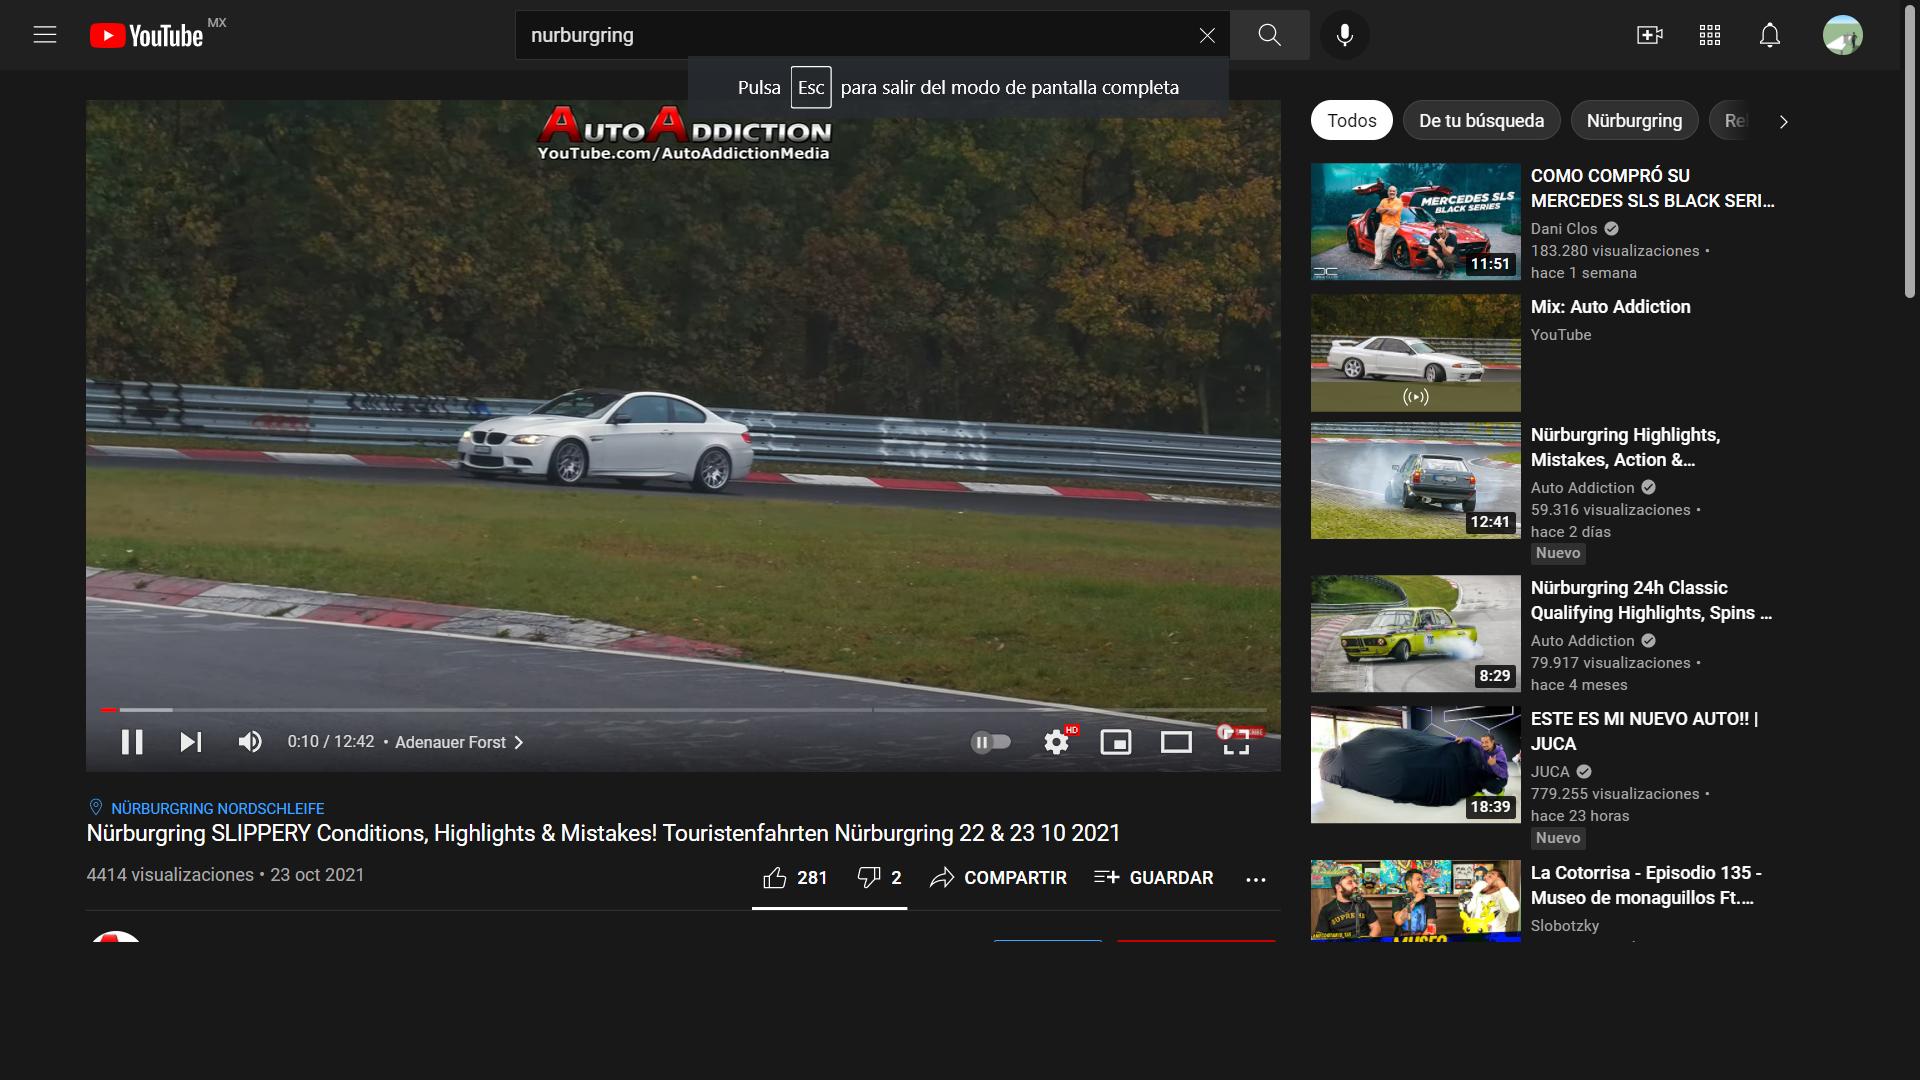 YouTube MX
nurburgring
Pulsa Esc para salir del modo de pantalla completa
AUTO ADDICTION
YouTube.com/AutoAddictionMedia
0:10 / 12:42 • Adenauer Forst
HD
NÜRBURGRING NORDSCHLEIFE
Nürburgring SLIPPERY Conditions, Highlights & Mistakes! Touristenfahrten Nürburgring 22 & 23 10 2021
4414 visualizaciones • 23 oct 2021
281
2
COMPARTIR
GUARDAR
Todos
De tu búsqueda
Nürburgring
MERCEDES SLS
BLACK SERIES
11:51
COMO COMPRÓ SU
MERCEDES SLS BLACK SERI...
Dani Clos
183.280 visualizaciones •
hace 1 semana
Mix: Auto Addiction
YouTube
12:41
Nürburgring Highlights,
Mistakes, Action &...
Auto Addiction
59.316 visualizaciones •
hace 2 días
Nuevo
8:29
Nürburgring 24h Classic
Qualifying Highlights, Spins ...
Auto Addiction
79.917 visualizaciones •
hace 4 meses
18:39
ESTE ES MI NUEVO AUTO!! |
JUCA
JUCA
779.255 visualizaciones •
hace 23 horas
Nuevo
SUPREME
MUSEO
La Cotorrisa - Episodio 135 -
Museo de monaguillos Ft....
Slobotzky